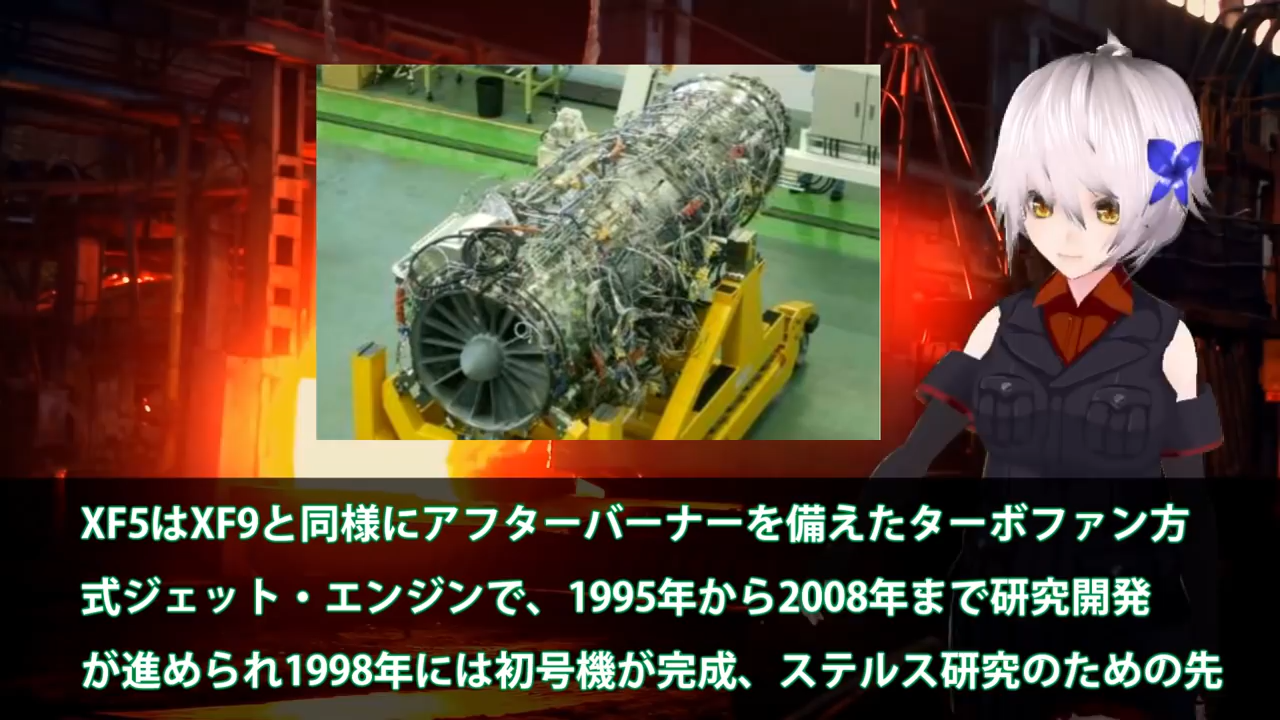 XF5はXF9と同様にアフターバーナーを備えたターボファン方
式ジェット・エンジンで、1995年から2008年まで研究開発
が進められ1998年には初号機が完成、ステルス研究のための先